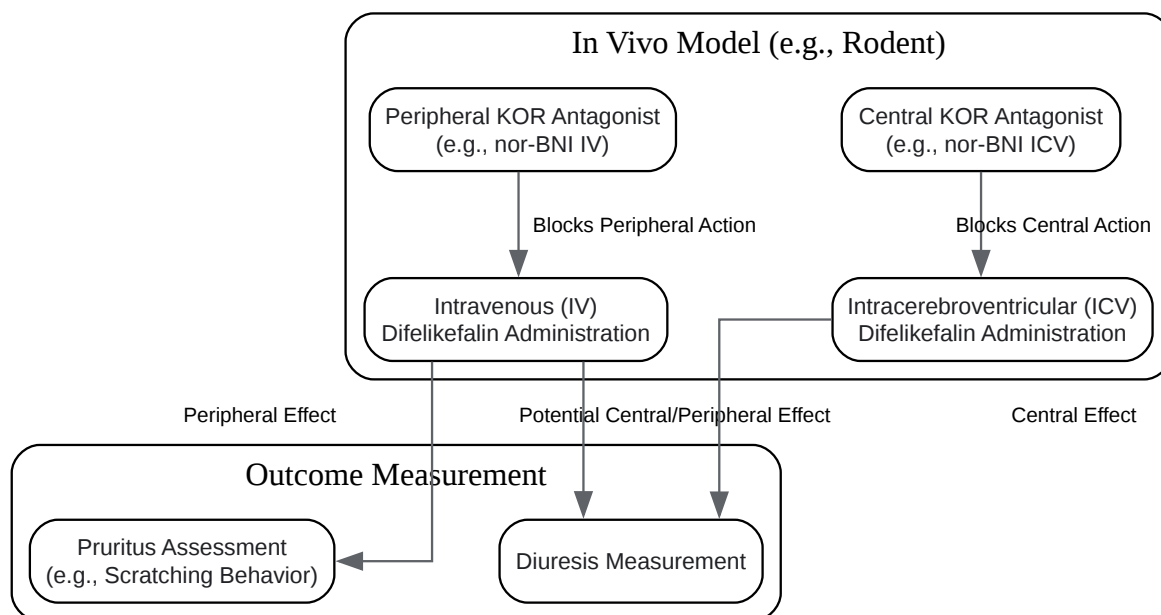 In Vivo Model (e.g., Rodent)
Peripheral KOR Antagonist
(e.g., nor-BNI IV)
Central KOR Antagonist
(e.g., nor-BNI ICV)
Blocks Peripheral Action
Blocks Central Action
Intravenous (IV)
Difelikefalin Administration
Intracerebroventricular (ICV)
Difelikefalin Administration
Peripheral Effect
Potential Central/Peripheral Effect
Central Effect
Outcome Measurement
Pruritus Assessment
(e.g., Scratching Behavior)
Diuresis Measurement